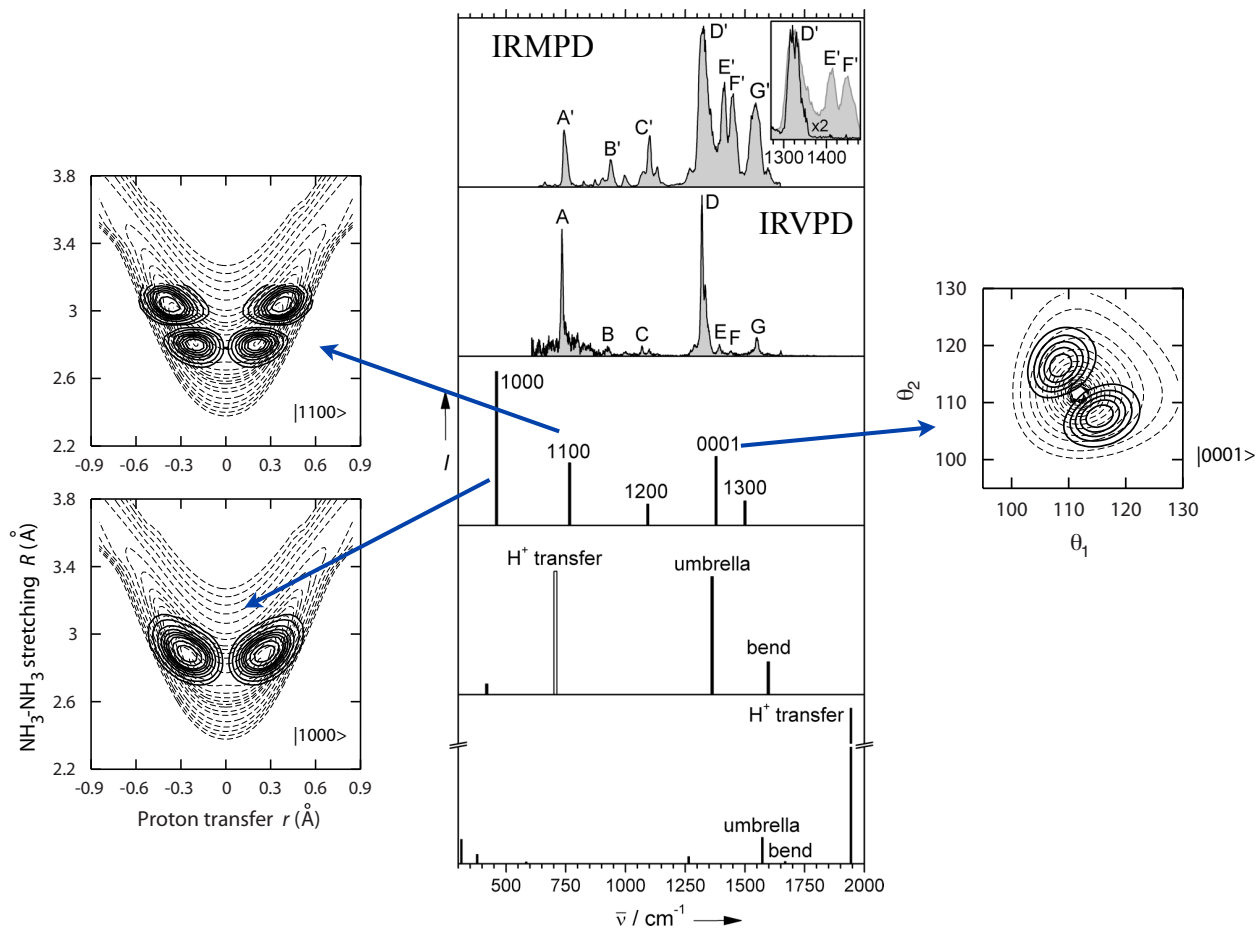 IRMPD
A'
B'
C'
D'
E'
F'
G'
D'
E'
F'
x2
1300 1400
IRVPD
A
B
C
D
E
F
G
I
1000
1100
1200
0001
1300
H⁺ transfer
umbrella
bend
H⁺ transfer
umbrella
bend
500 750 1000 1250 1500 1750 2000
ν̄ / cm⁻¹
3.8
3.4
3
2.6
2.2
-0.9 -0.6 -0.3 0 0.3 0.6 0.9
|1100>
3.8
3.4
3
2.6
2.2
-0.9 -0.6 -0.3 0 0.3 0.6 0.9
|1000>
NH₃-NH₃ stretching R (Å)
Proton transfer r (Å)
130
120
110
100
100 110 120 130
θ₂
θ₁
|0001>